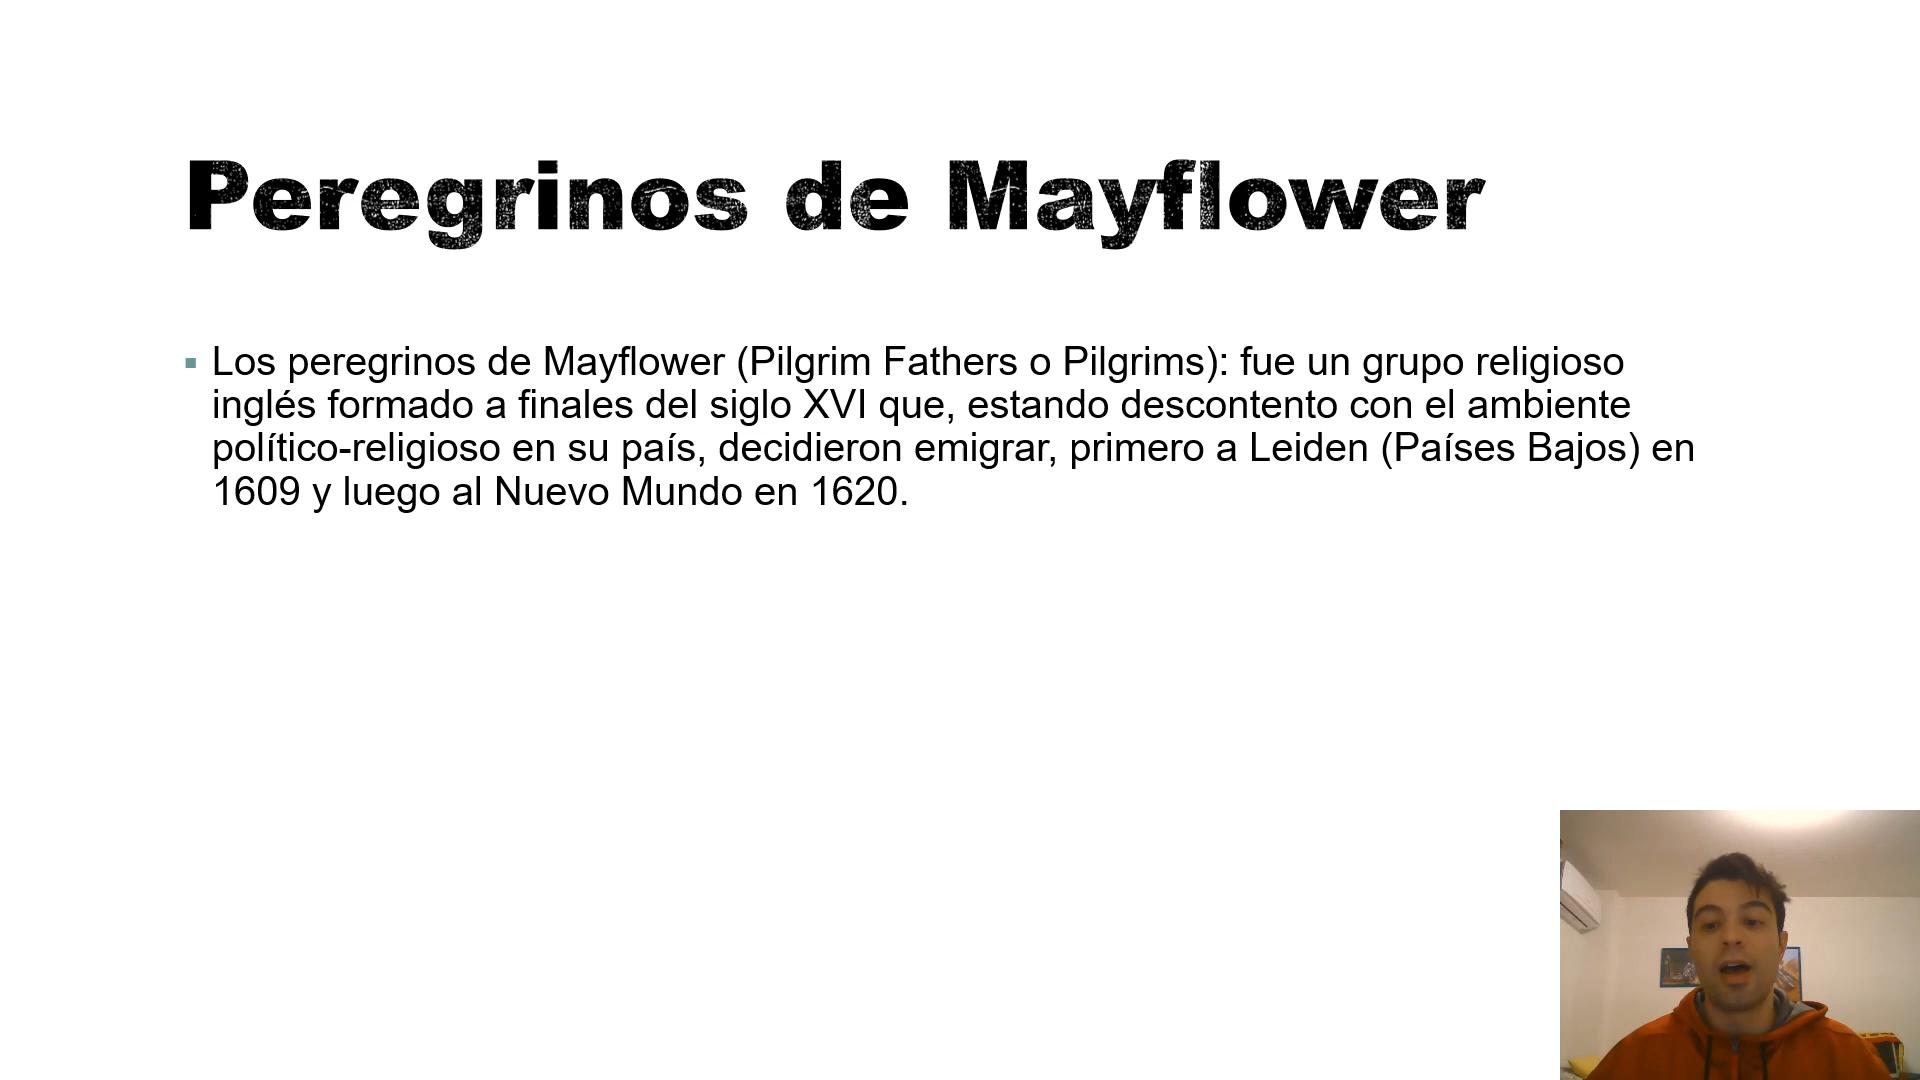 Peregrinos de Mayflower
Los peregrinos de Mayflower (Pilgrim Fathers o Pilgrims): fue un grupo religioso
inglés formado a finales del siglo XVI que, estando descontento con el ambiente
político-religioso en su país, decidieron emigrar, primero a Leiden (Países Bajos) en
1609 y luego al Nuevo Mundo en 1620.